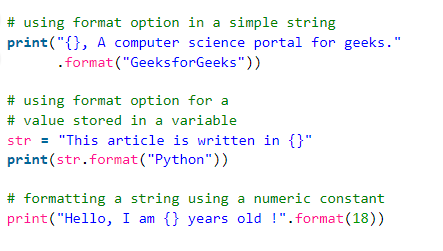 # using format option in a simple string
print("{}, A computer science portal for geeks."
      .format("GeeksforGeeks"))

# using format option for a
# value stored in a variable
str = "This article is written in {}"
print(str.format("Python"))

# formatting a string using a numeric constant
print("Hello, I am {} years old !".format(18))